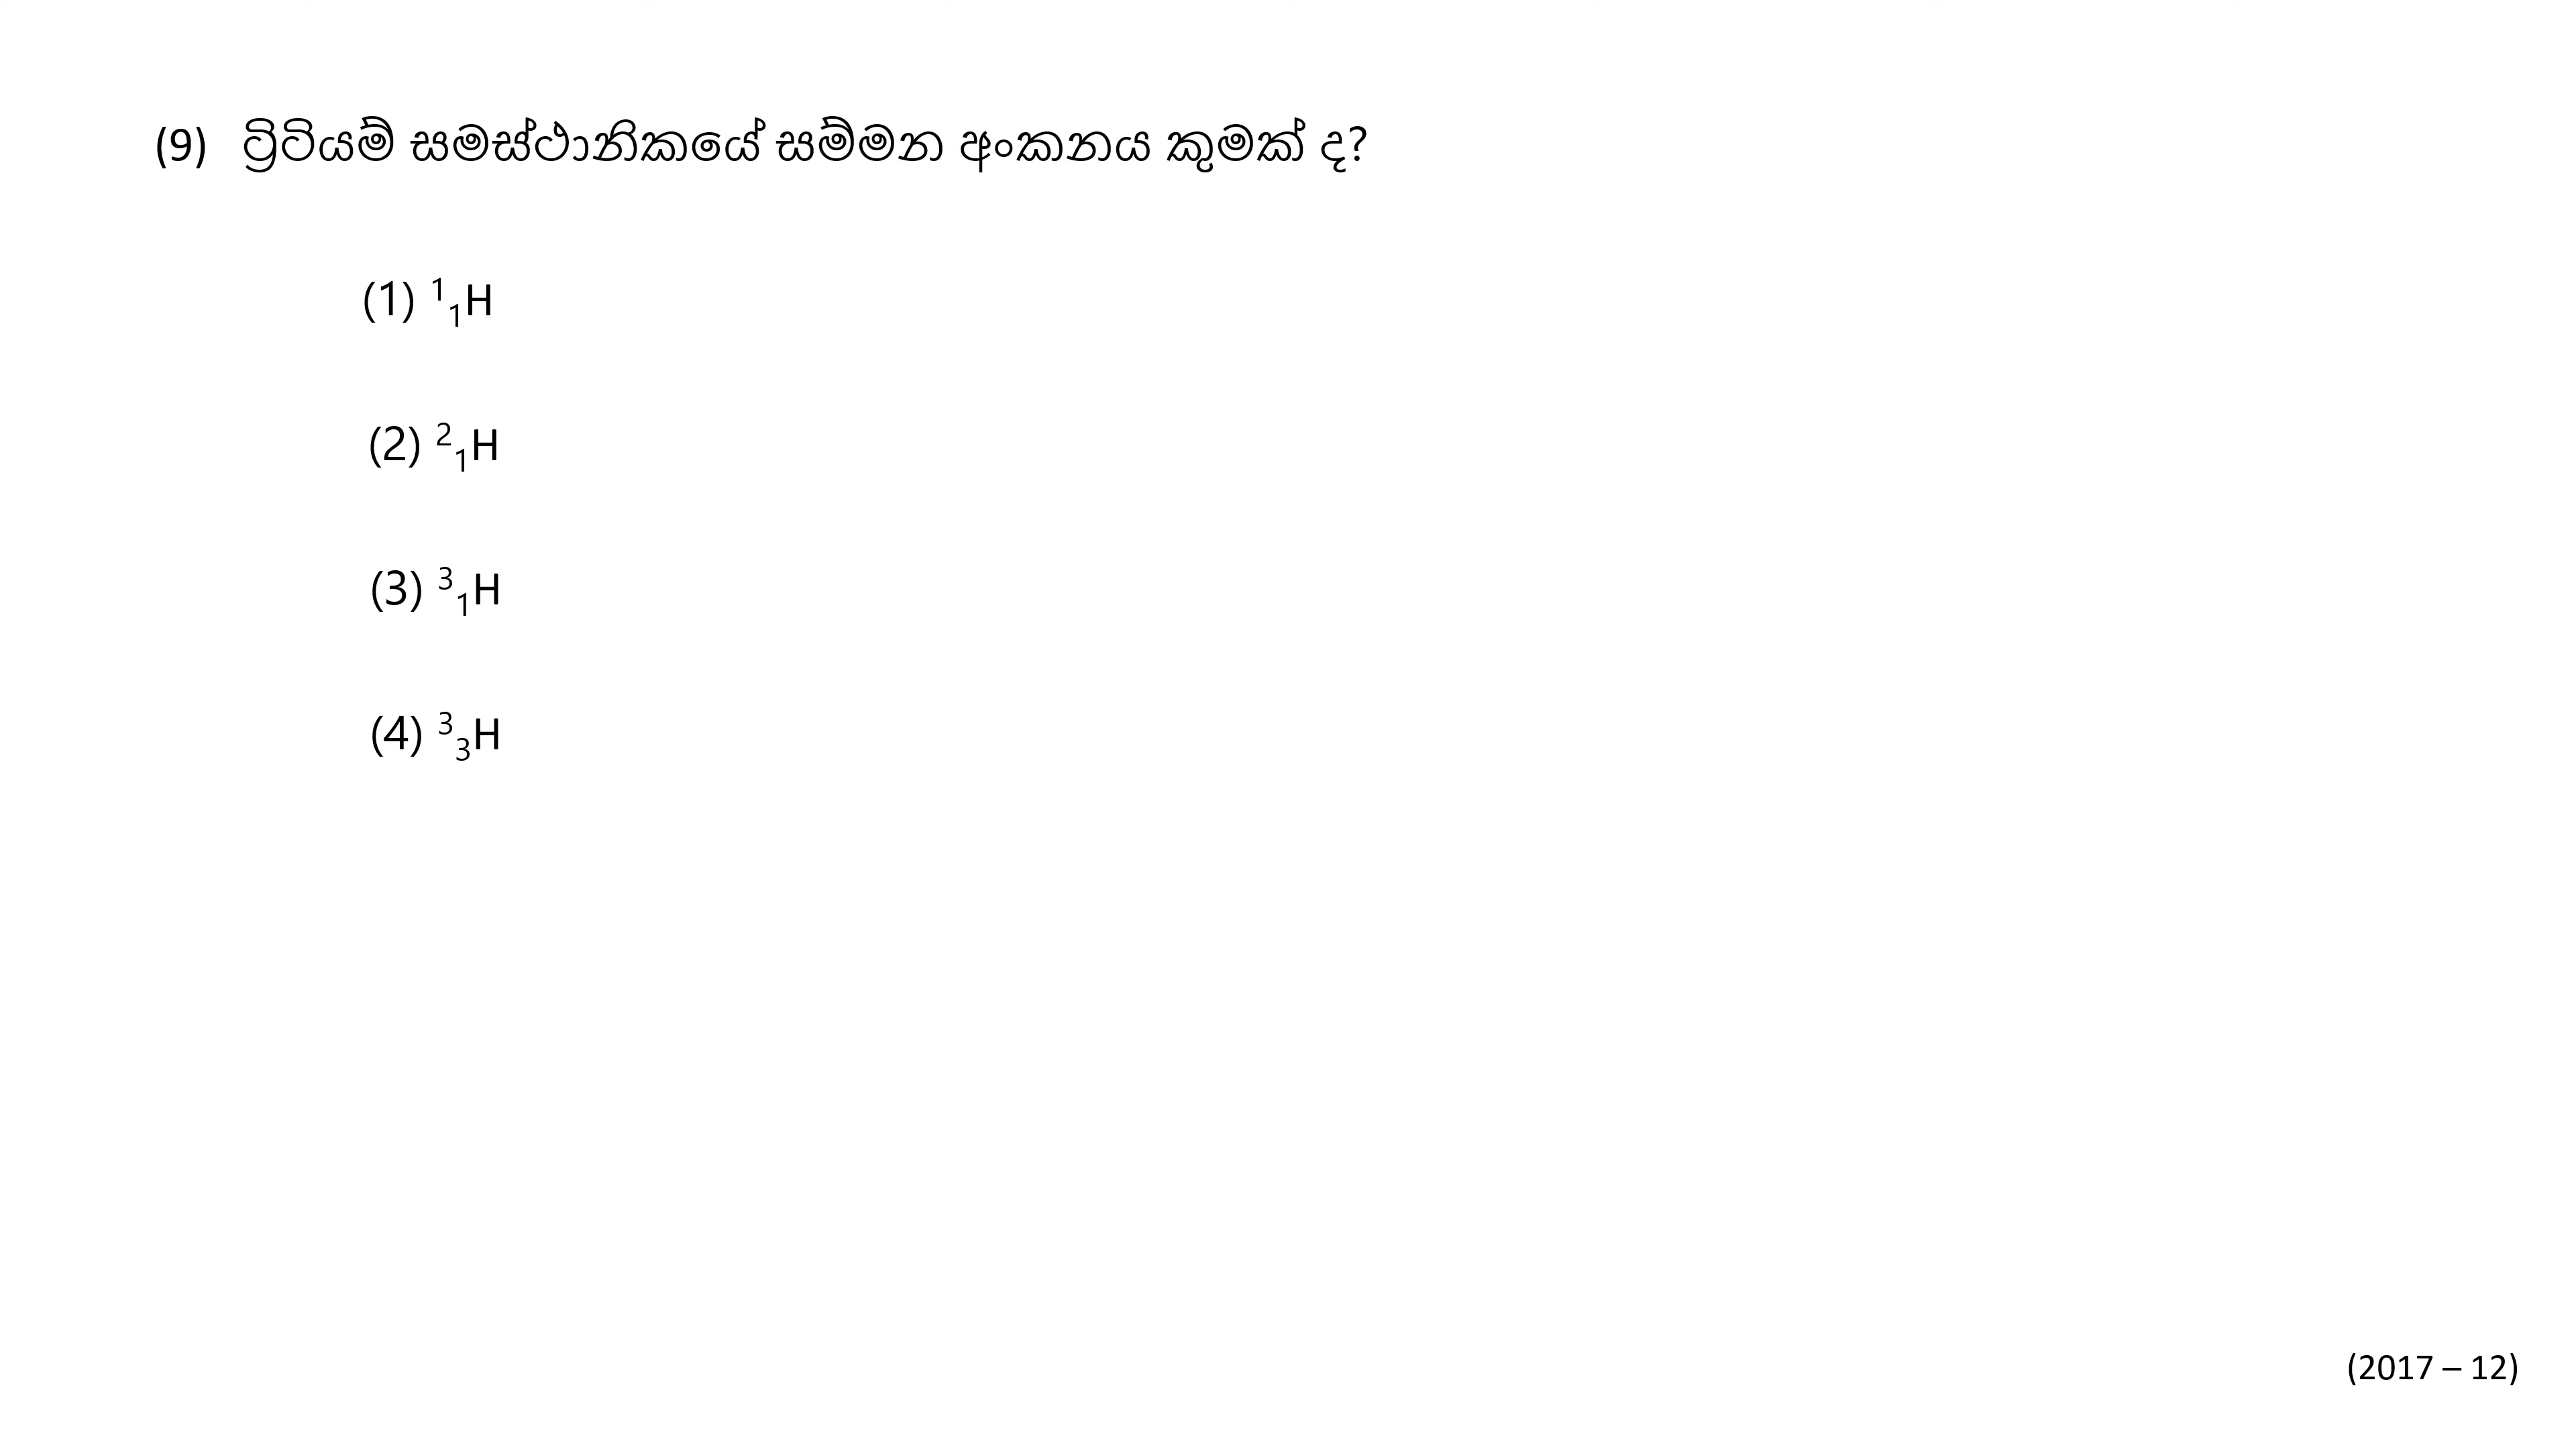 (9) ට්‍රිටියම් සමස්ථානිකයේ සම්මත අංකනය කුමක් ද?
(1) ¹₁H
(2) ²₁H
(3) ³₁H
(4) ³₃H
(2017 – 12)